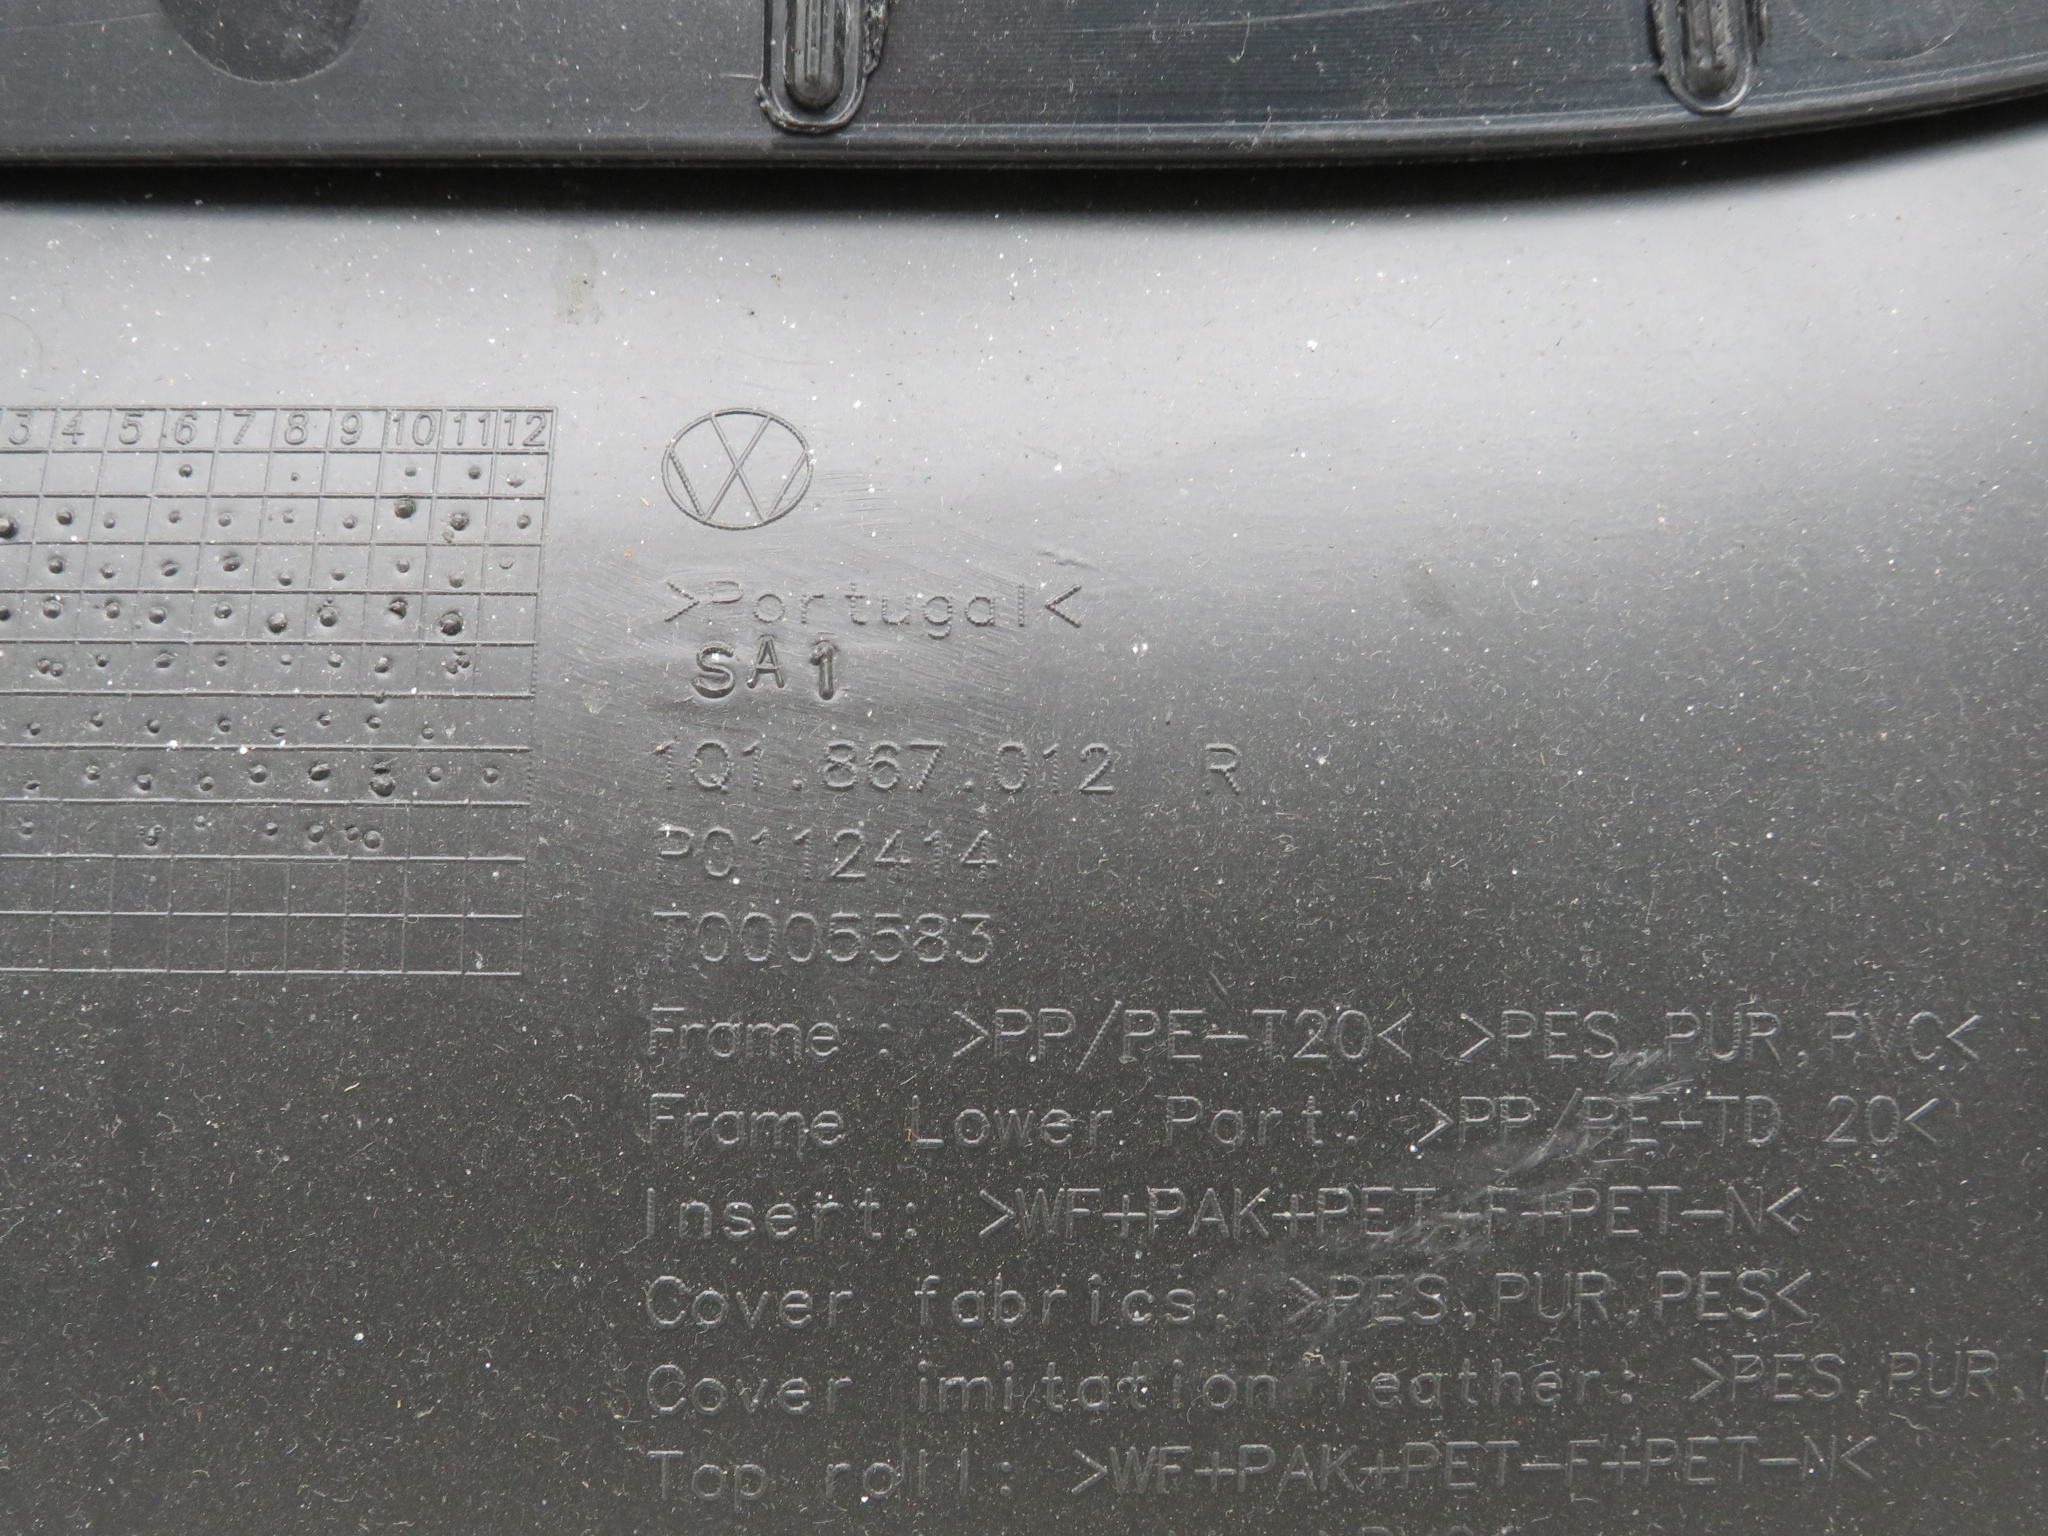 3 4 5 6 7 8 9 10 11 12
>Portugal<
SA1
1Q1.867.012 R
P0112414
T0005583
Frame: >PP/PE-T20< >PES,PUR,PVC<
Frame Lower Part: >PP/PE-TD 20<
Insert: >WF+PAK+PET-F+PET-N<
Cover fabrics: >PES,PUR,PES<
Cover imitation leather: >PES,PUR,
Top roll: >WF+PAK+PET-F+PET-N<